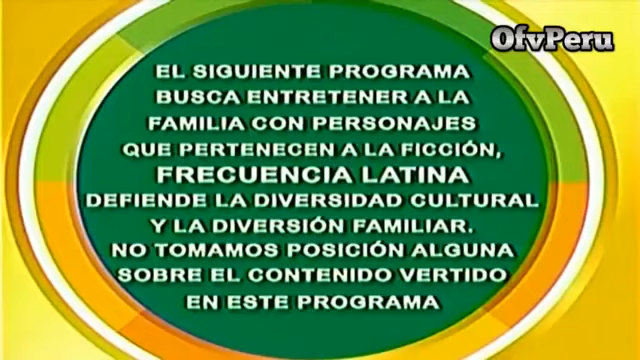 OfvPeru
EL SIGUIENTE PROGRAMA
BUSCA ENTRETENER A LA
FAMILIA CON PERSONAJES
QUE PERTENECEN A LA FICCIÓN,
FRECUENCIA LATINA
DEFIENDE LA DIVERSIDAD CULTURAL
Y LA DIVERSIÓN FAMILIAR.
NO TOMAMOS POSICIÓN ALGUNA
SOBRE EL CONTENIDO VERTIDO
EN ESTE PROGRAMA